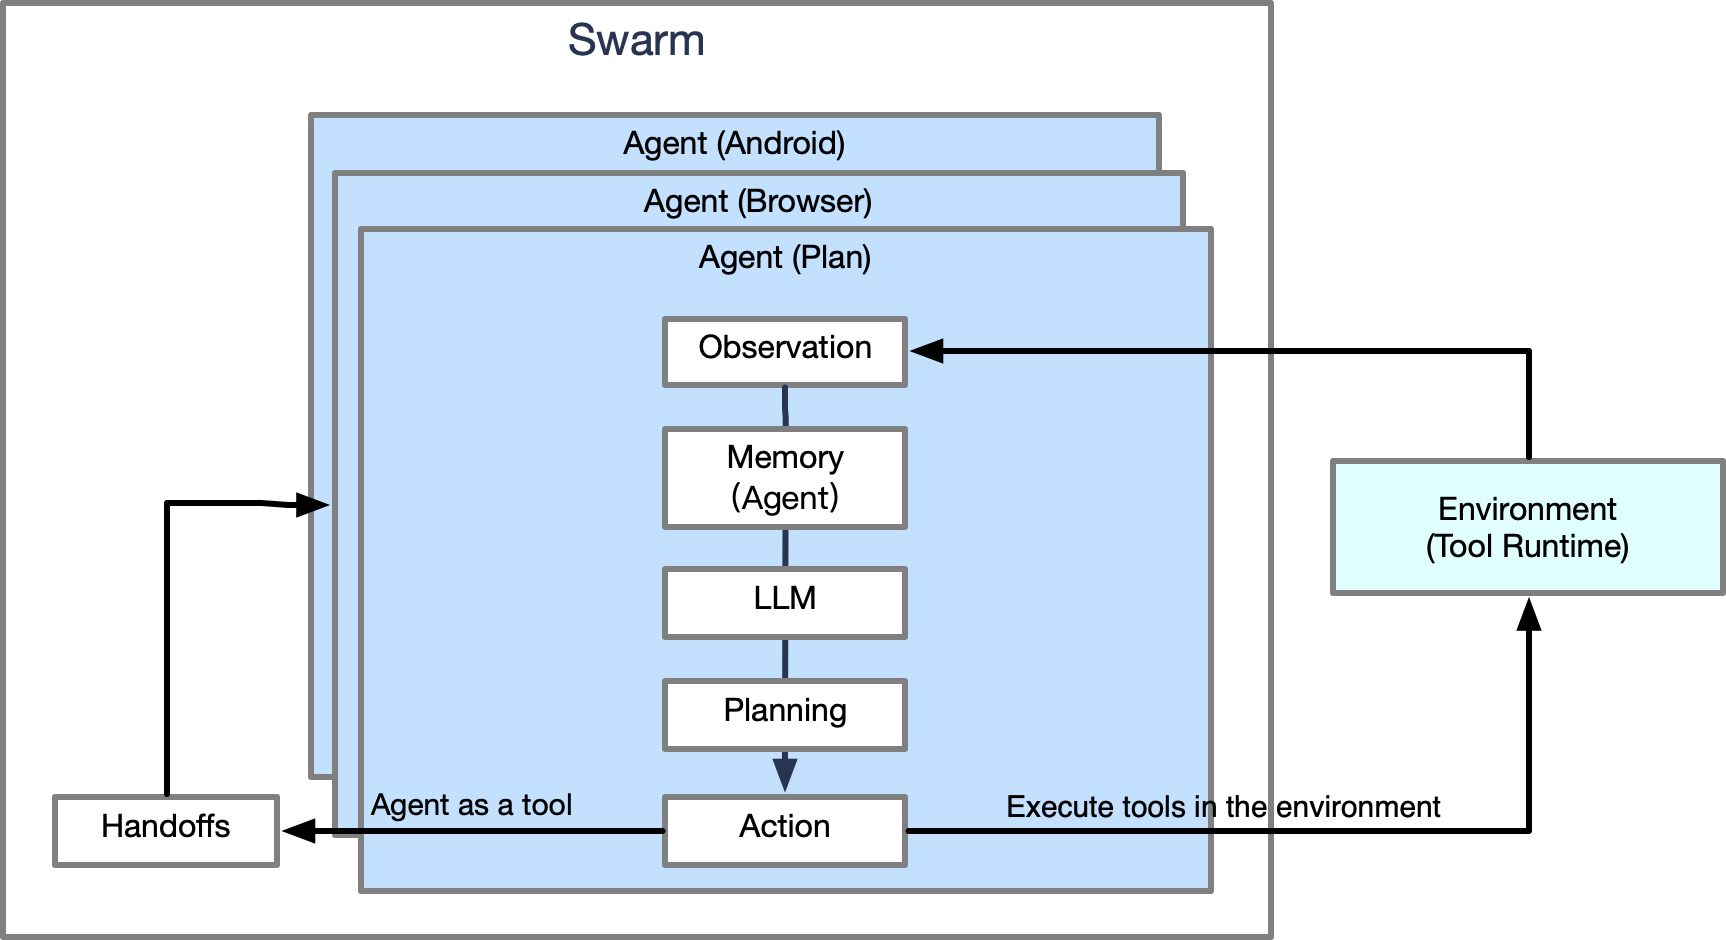 Swarm
Agent (Android)
Agent (Browser)
Agent (Plan)
Observation
Memory
(Agent)
LLM
Planning
Action
Agent as a tool
Handoffs
Execute tools in the environment
Environment
(Tool Runtime)